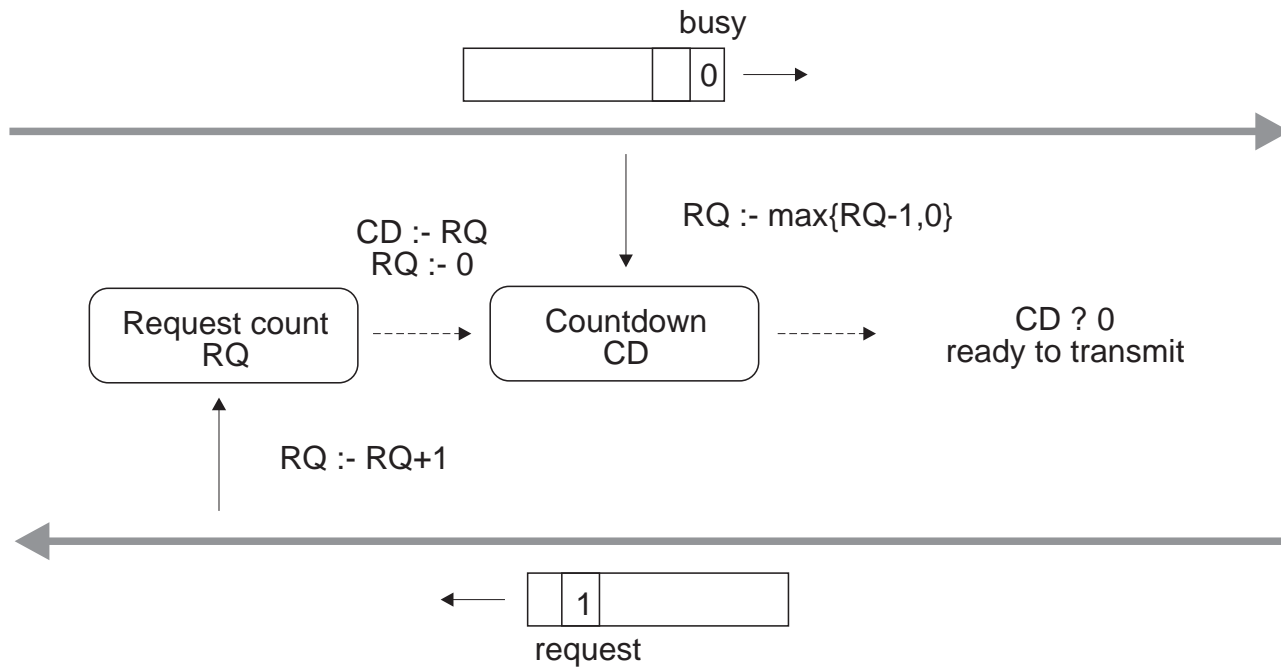 busy
0
RQ :- max{RQ-1,0}
CD :- RQ
RQ :- 0
Request count
RQ
Countdown
CD
CD ? 0
ready to transmit
RQ :- RQ+1
1
request